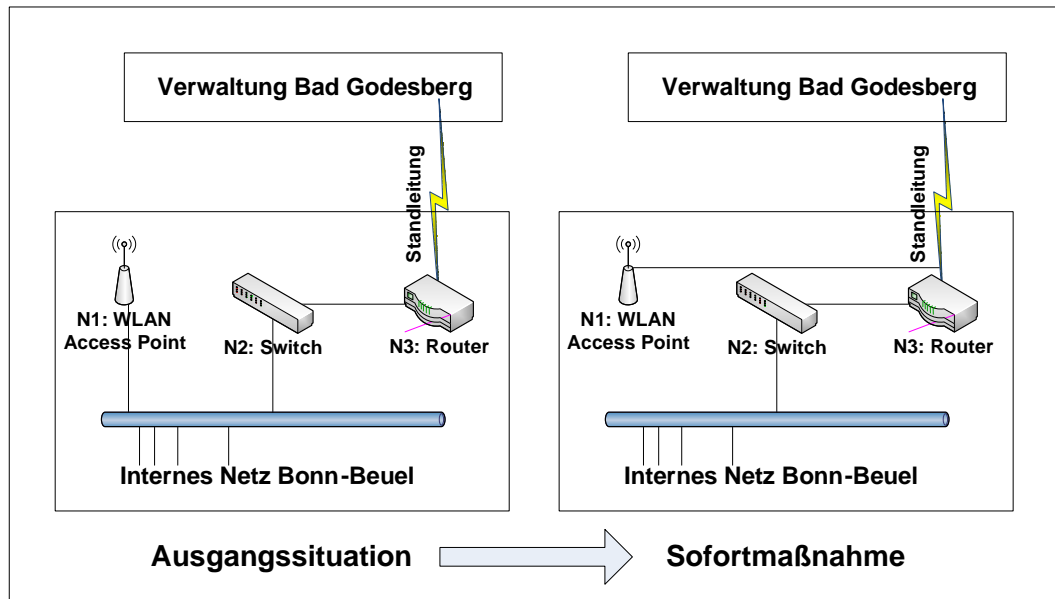 Verwaltung Bad Godesberg
Standleitung
N1: WLAN
Access Point
N2: Switch
N3: Router
Internes Netz Bonn-Beuel
Verwaltung Bad Godesberg
Standleitung
N1: WLAN
Access Point
N2: Switch
N3: Router
Internes Netz Bonn-Beuel
Ausgangssituation
Sofortmaßnahme